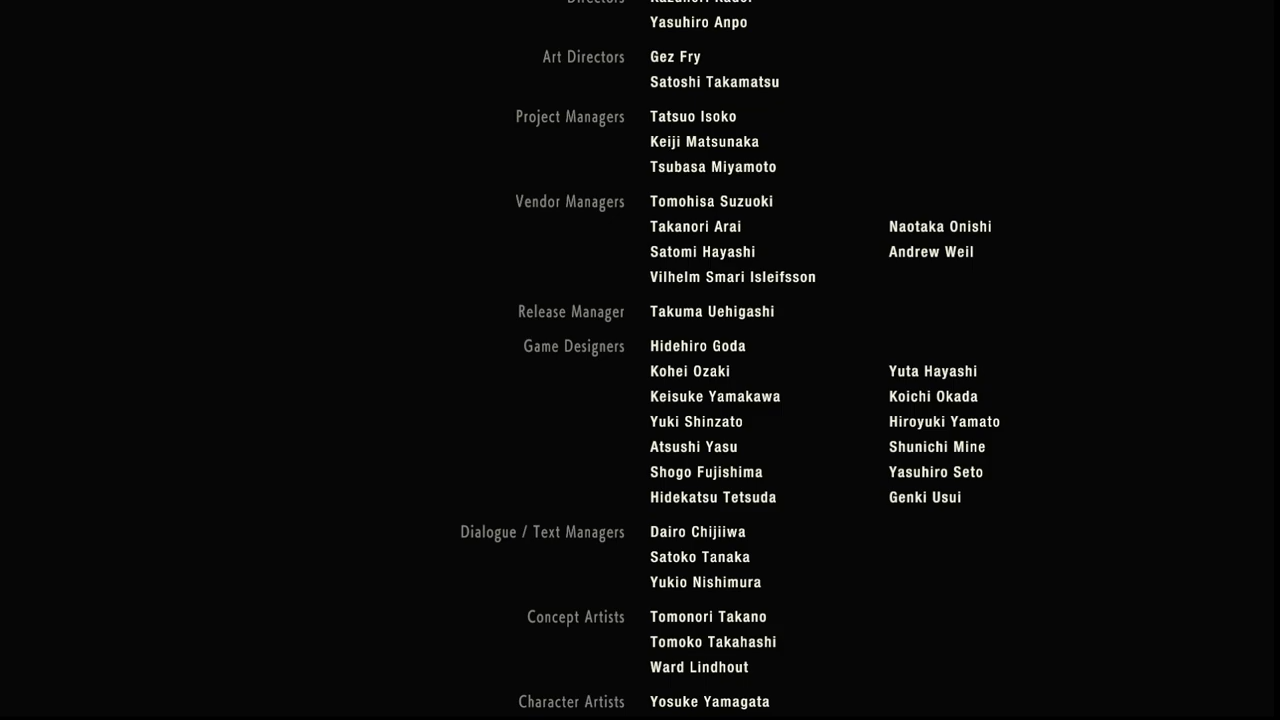 Yasuhiro Anpo
Art Directors Gez Fry
Satoshi Takamatsu
Project Managers Tatsuo Isoko
Keiji Matsunaka
Tsubasa Miyamoto
Vendor Managers Tomohisa Suzuoki
Takanori Arai Naotaka Onishi
Satomi Hayashi Andrew Weil
Vilhelm Smari Isleifsson
Release Manager Takuma Uehigashi
Game Designers Hidehiro Goda
Kohei Ozaki Yuta Hayashi
Keisuke Yamakawa Koichi Okada
Yuki Shinzato Hiroyuki Yamato
Atsushi Yasu Shunichi Mine
Shogo Fujishima Yasuhiro Seto
Hidekatsu Tetsuda Genki Usui
Dialogue / Text Managers Dairo Chijiiwa
Satoko Tanaka
Yukio Nishimura
Concept Artists Tomonori Takano
Tomoko Takahashi
Ward Lindhout
Character Artists Yosuke Yamagata